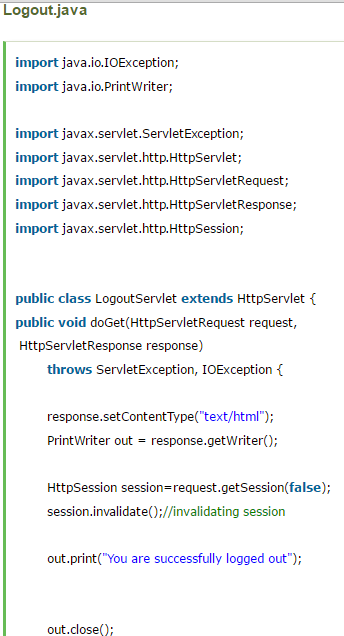 Logout.java
import java.io.IOException;
import java.io.PrintWriter;
import javax.servlet.ServletException;
import javax.servlet.http.HttpServlet;
import javax.servlet.http.HttpServletRequest;
import javax.servlet.http.HttpServletResponse;
import javax.servlet.http.HttpSession;
public class LogoutServlet extends HttpServlet {
public void doGet(HttpServletRequest request,
HttpServletResponse response)
throws ServletException, IOException {
response.setContentType("text/html");
PrintWriter out = response.getWriter();
HttpSession session=request.getSession(false);
session.invalidate();//invalidating session
out.print("You are successfully logged out");
out.close();